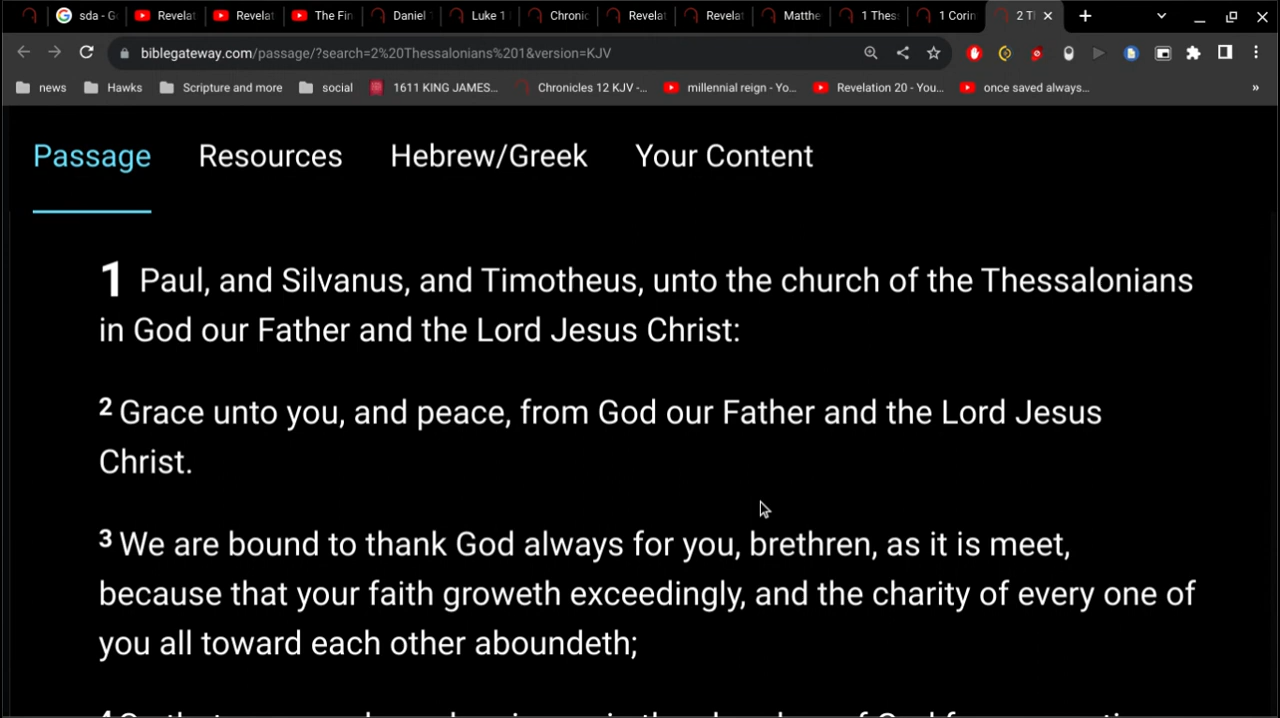 sda - G
Revelat
Revelat
The Fin
Daniel
Luke 1
Chronic
Revelat
Revelat
Matthe
1 Thes
1 Corin
2 Tl
biblegateway.com/passage/?search=2%20Thessalonians%201&version=KJV
news
Hawks
Scripture and more
social
1611 KING JAMES...
Chronicles 12 KJV -...
millennial reign - Yo...
Revelation 20 - You...
once saved always...
»
Passage
Resources
Hebrew/Greek
Your Content
1 Paul, and Silvanus, and Timotheus, unto the church of the Thessalonians
in God our Father and the Lord Jesus Christ:
2 Grace unto you, and peace, from God our Father and the Lord Jesus
Christ.
3 We are bound to thank God always for you, brethren, as it is meet,
because that your faith groweth exceedingly, and the charity of every one of
you all toward each other aboundeth;